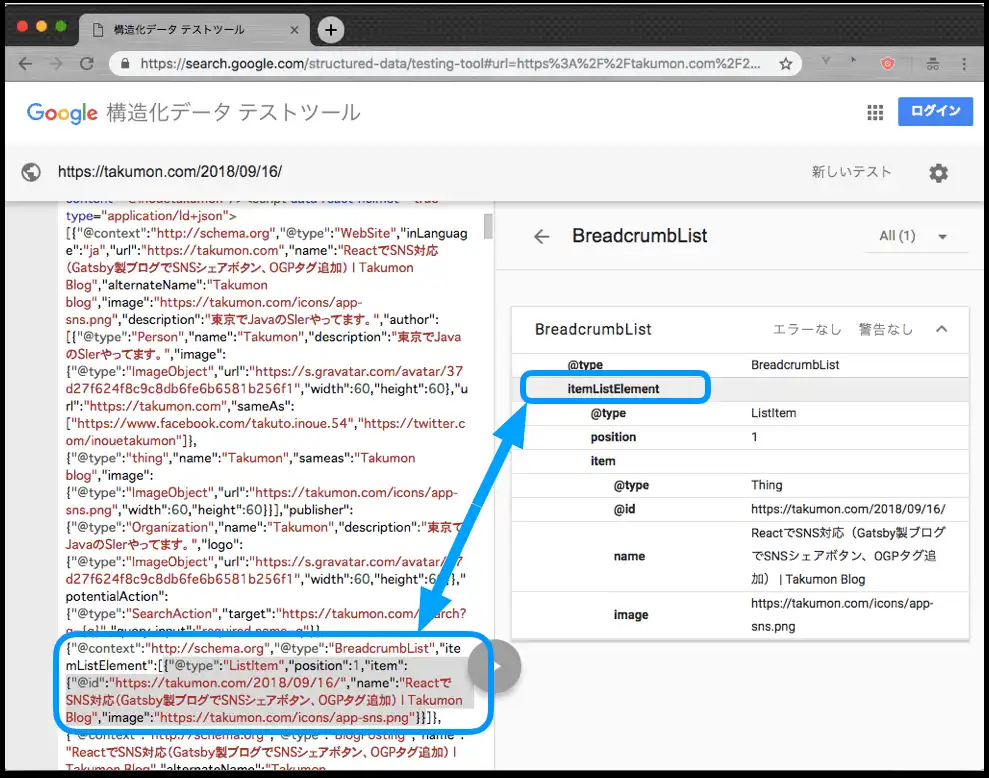 構造化データ テストツール
https://search.google.com/structured-data/testing-tool#url=https%3A%2F%2Ftakumon.com%2F2...
Google 構造化データ テストツール
ログイン
https://takumon.com/2018/09/16/
新しいテスト
type="application/ld+json">
[{"@context":"http://schema.org","@type":"WebSite","inLanguag
e":"ja","url":"https://takumon.com","name":"ReactでSNS対応
（Gatsby製ブログでSNSシェアボタン、OGPタグ追加） | Takumon
Blog","alternateName":"Takumon
blog","image":"https://takumon.com/icons/app-
sns.png","description":"東京でJavaのSIerやってます。","author":
[{"@type":"Person","name":"Takumon","description":"東京でJava
のSIerやってます。","image":
{"@type":"ImageObject","url":"https://s.gravatar.com/avatar/37
d27f624f8c9c8db6fe6b6581b256f1","width":60,"height":60},"u
rl":"https://takumon.com","sameAs":
["https://www.facebook.com/takuto.inoue.54","https://twitter.c
om/inouetakumon"]},
{"@type":"thing","name":"Takumon","sameas":"Takumon
blog","image":
{"@type":"ImageObject","url":"https://takumon.com/icons/app-
sns.png","width":60,"height":60}}],"publisher":
{"@type":"Organization","name":"Takumon","description":"東京で
JavaのSIerやってます。","logo":
{"@type":"ImageObject","url":"https://s.gravatar.com/avatar/37
d27f624f8c9c8db6fe6b6581b256f1","width":60,"height":60}},"
potentialAction":
{"@type":"SearchAction","target":"https://takumon.com/search?
{"@context":"http://schema.org","@type":"BreadcrumbList","ite
mListElement":[{"@type":"ListItem","position":1,"item":
{"@id":"https://takumon.com/2018/09/16/","name":"Reactで
SNS対応（Gatsby製ブログでSNSシェアボタン、OGPタグ追加） | Takumon
Blog","image":"https://takumon.com/icons/app-sns.png"}}]},
{"@context":"http://schema.org","@type":"BlogPosting","name":
"ReactでSNS対応（Gatsby製ブログでSNSシェアボタン、OGPタグ追加） |
Takumon Blog","alternateName":"Takumon
BreadcrumbList
All (1)
BreadcrumbList エラーなし 警告なし
@type BreadcrumbList
itemListElement
@type ListItem
position 1
item
@type Thing
@id https://takumon.com/2018/09/16/
name ReactでSNS対応（Gatsby製ブログ
でSNSシェアボタン、OGPタグ追
加） | Takumon Blog
image https://takumon.com/icons/app-
sns.png